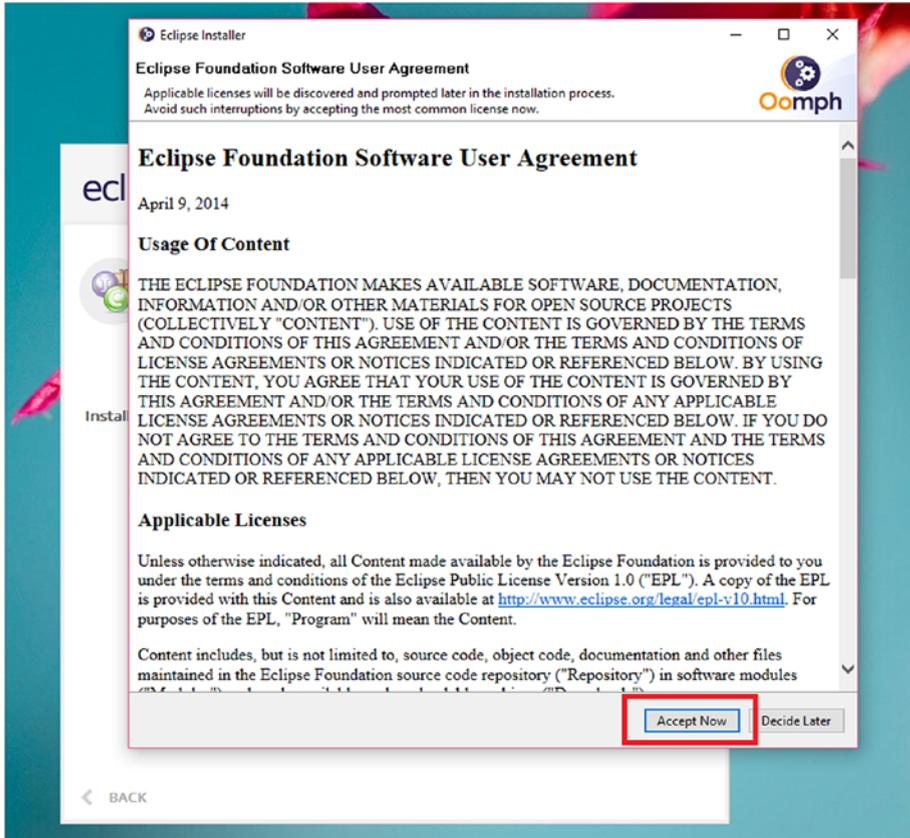 Eclipse Installer
Eclipse Foundation Software User Agreement
Applicable licenses will be discovered and prompted later in the installation process.
Avoid such interruptions by accepting the most common license now.
Oomph
Eclipse Foundation Software User Agreement
April 9, 2014
Usage Of Content
THE ECLIPSE FOUNDATION MAKES AVAILABLE SOFTWARE, DOCUMENTATION,
INFORMATION AND/OR OTHER MATERIALS FOR OPEN SOURCE PROJECTS
(COLLECTIVELY "CONTENT"). USE OF THE CONTENT IS GOVERNED BY THE TERMS
AND CONDITIONS OF THIS AGREEMENT AND/OR THE TERMS AND CONDITIONS OF
LICENSE AGREEMENTS OR NOTICES INDICATED OR REFERENCED BELOW. BY USING
THE CONTENT, YOU AGREE THAT YOUR USE OF THE CONTENT IS GOVERNED BY
THIS AGREEMENT AND/OR THE TERMS AND CONDITIONS OF ANY APPLICABLE
LICENSE AGREEMENTS OR NOTICES INDICATED OR REFERENCED BELOW. IF YOU DO
NOT AGREE TO THE TERMS AND CONDITIONS OF THIS AGREEMENT AND THE TERMS
AND CONDITIONS OF ANY APPLICABLE LICENSE AGREEMENTS OR NOTICES
INDICATED OR REFERENCED BELOW, THEN YOU MAY NOT USE THE CONTENT.
Applicable Licenses
Unless otherwise indicated, all Content made available by the Eclipse Foundation is provided to you
under the terms and conditions of the Eclipse Public License Version 1.0 ("EPL"). A copy of the EPL
is provided with this Content and is also available at http://www.eclipse.org/legal/epl-v10.html. For
purposes of the EPL, "Program" will mean the Content.
Content includes, but is not limited to, source code, object code, documentation and other files
maintained in the Eclipse Foundation source code repository ("Repository") in software modules
Accept Now
Decide Later
ecl
Install
BACK